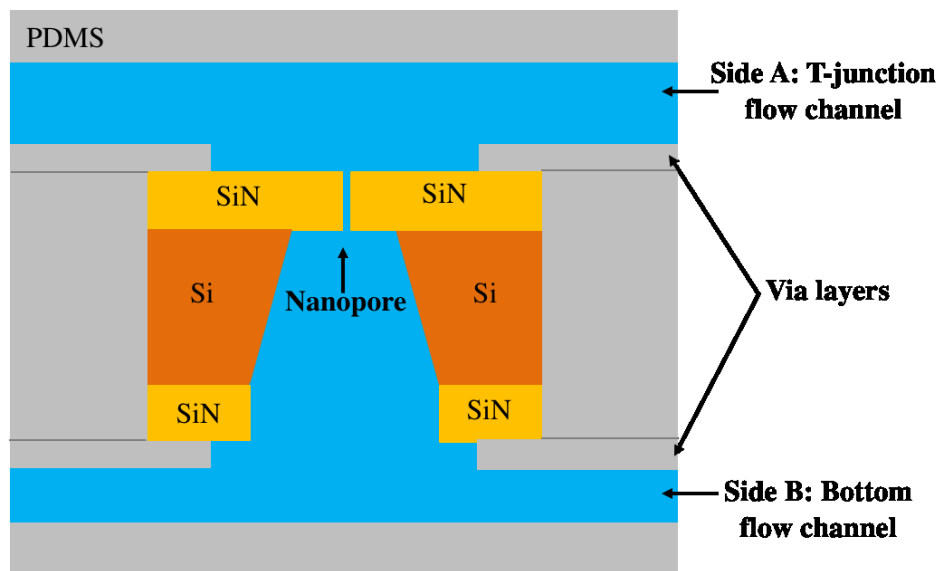 PDMS
Side A: T-junction
flow channel
SiN
SiN
Si
Si
Nanopore
Via layers
SiN
SiN
Side B: Bottom
flow channel